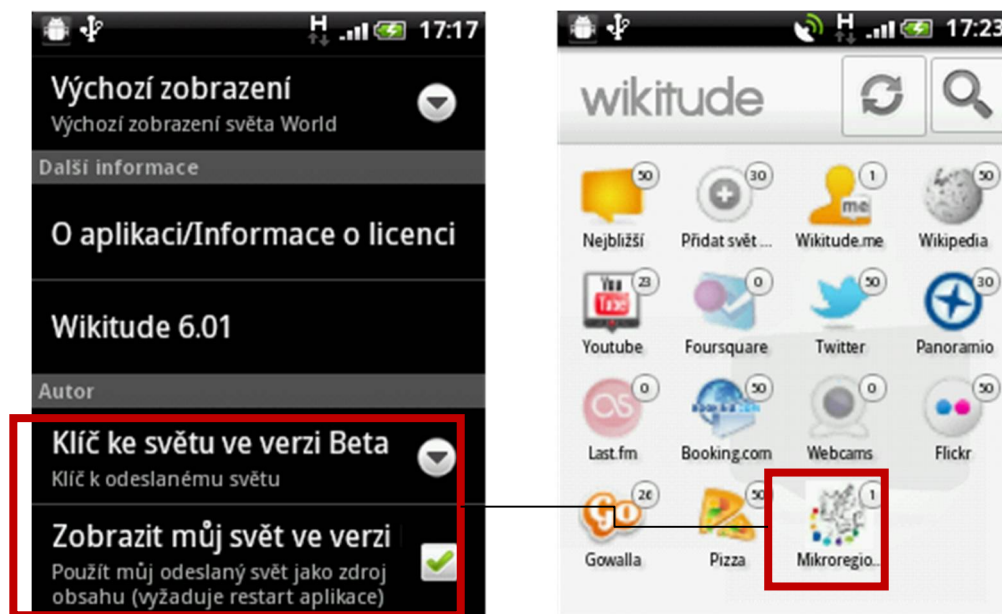 H 17:17
Výchozí zobrazení
Výchozí zobrazení světa World
Další informace
O aplikaci/Informace o licenci
Wikitude 6.01
Autor
Klíč ke světu ve verzi Beta
Klíč k odeslanému světu
Zobrazit můj svět ve verzi
Použít můj odeslaný svět jako zdroj
obsahu (vyžaduje restart aplikace)
H 17:23
wikitude
50 30 1 50
me
Nejbližší Přidat svět ... Wikitude.me Wikipedia
You 23 0 50 30
Tube
Youtube Foursquare Twitter Panoramio
0 50 0 50
Last.fm Booking.com Webcams Flickr
Go 26 50 1
Gowalla Pizza Mikroregio...